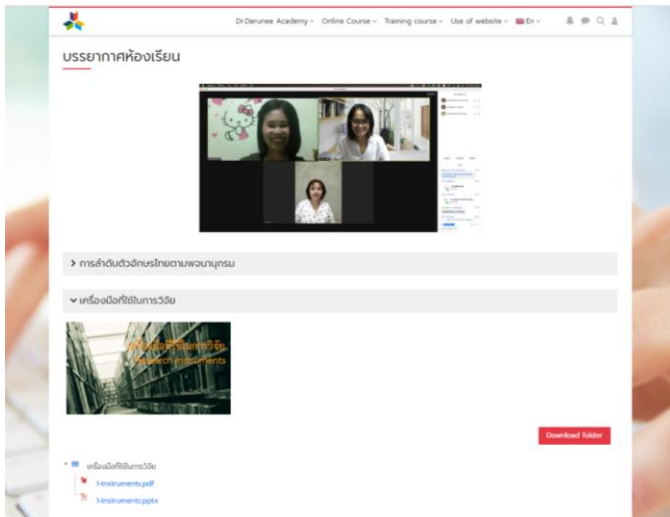 Dr.Darunee Academy Online Course Training course Use of website En
บรรยากาศห้องเรียน
การลำดับตัวอักษรไทยตามพจนานุกรม
เครื่องมือที่ใช้ในการวิจัย
เครื่องมือที่ใช้ในการวิจัย
research instruments
Download folder
เครื่องมือที่ใช้ในการวิจัย
1-Instruments.pdf
1-Instruments.pptx